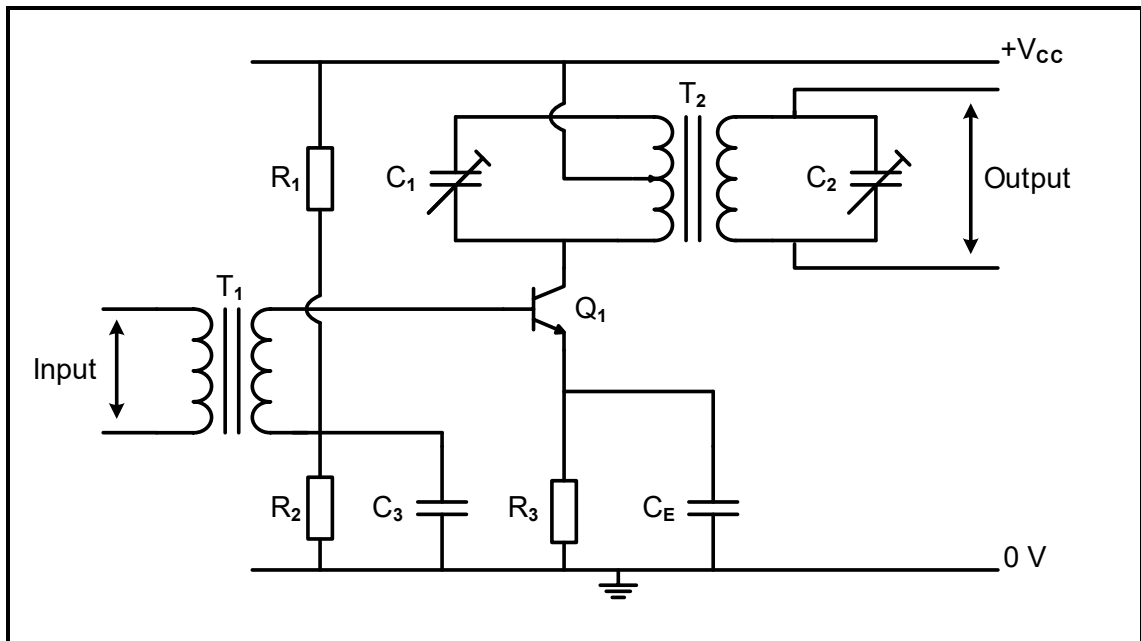 +VCC
T2
R1
C1
C2
Output
T1
Q1
Input
R2
C3
R3
CE
0 V